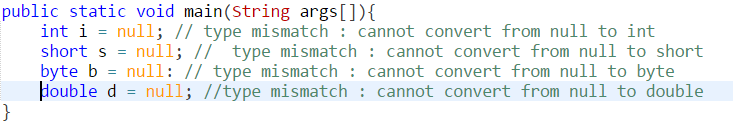 public static void main(String args[]){
int i = null; // type mismatch : cannot convert from null to int
short s = null; //  type mismatch : cannot convert from null to short
byte b = null: // type mismatch : cannot convert from null to byte
double d = null; //type mismatch : cannot convert from null to double
}